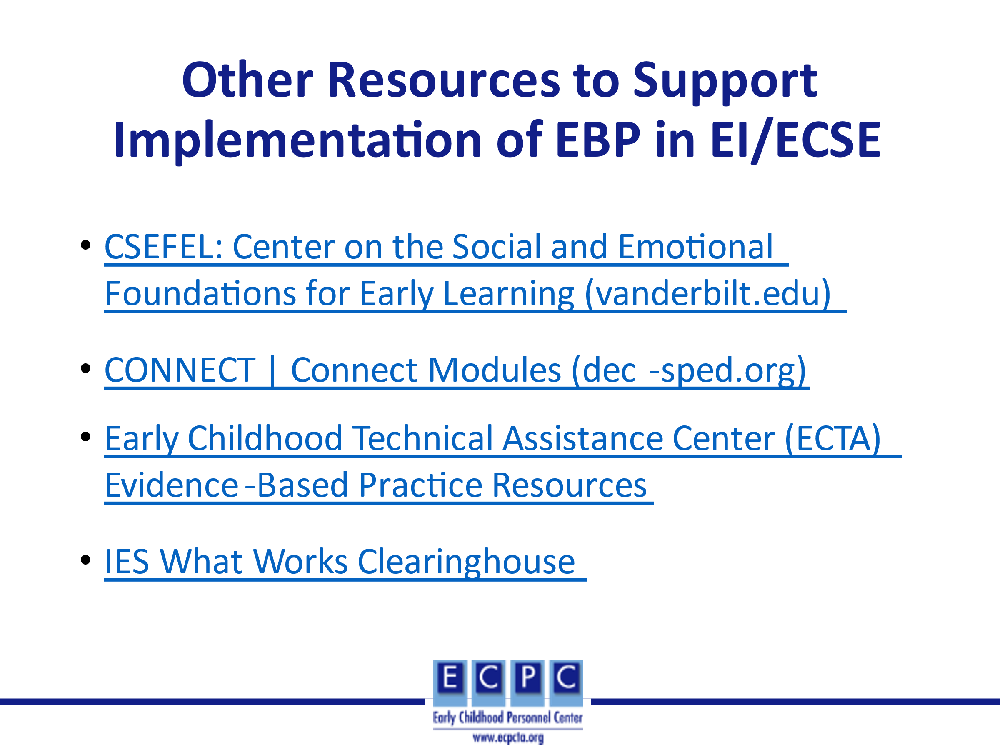 Other Resources to Support
Implementation of EBP in EI/ECSE
• CSEFEL: Center on the Social and Emotional
Foundations for Early Learning (vanderbilt.edu)
• CONNECT | Connect Modules (dec -sped.org)
• Early Childhood Technical Assistance Center (ECTA)
Evidence -Based Practice Resources
• IES What Works Clearinghouse
E C P C
Early Childhood Personnel Center
www.ecpcta.org